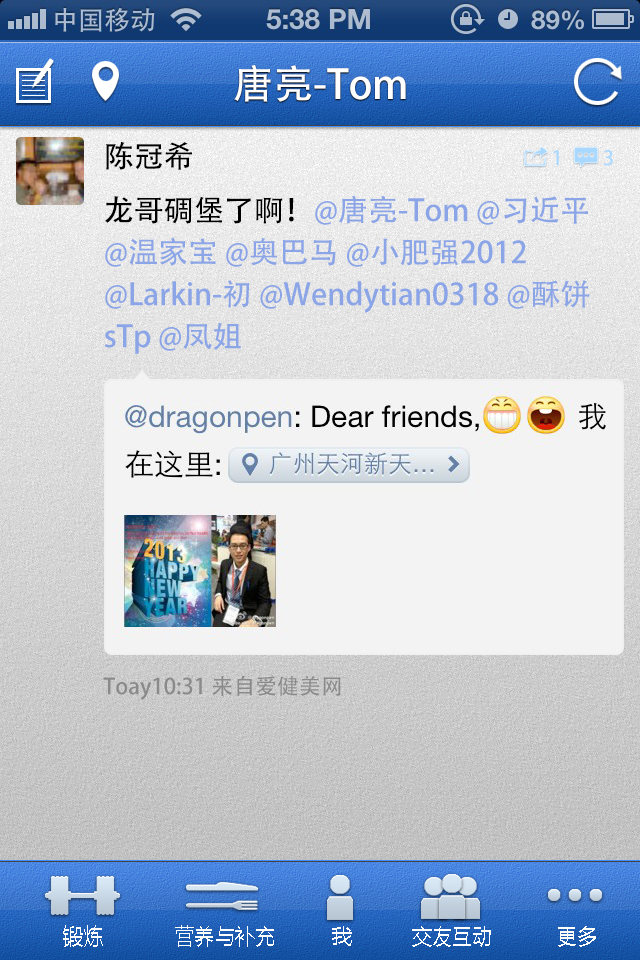 中国移动 5:38 PM 89%
唐亮-Tom
陈冠希 1 3
龙哥碉堡了啊！@唐亮-Tom @习近平
@温家宝 @奥巴马 @小肥强2012
@Larkin-初 @Wendytian0318 @酥饼
sTp @凤姐
@dragonpen: Dear friends, 我
在这里: 广州天河新天...
2013
HAPPY
NEW
YEAR
Toay10:31 来自爱健美网
锻炼 营养与补充 我 交友互动 更多